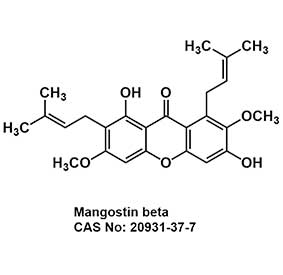 H₃C
CH₃
CH₃
OH
O
H₃C
OCH₃
H₃CO
O
OH
Mangostin beta
CAS No: 20931-37-7